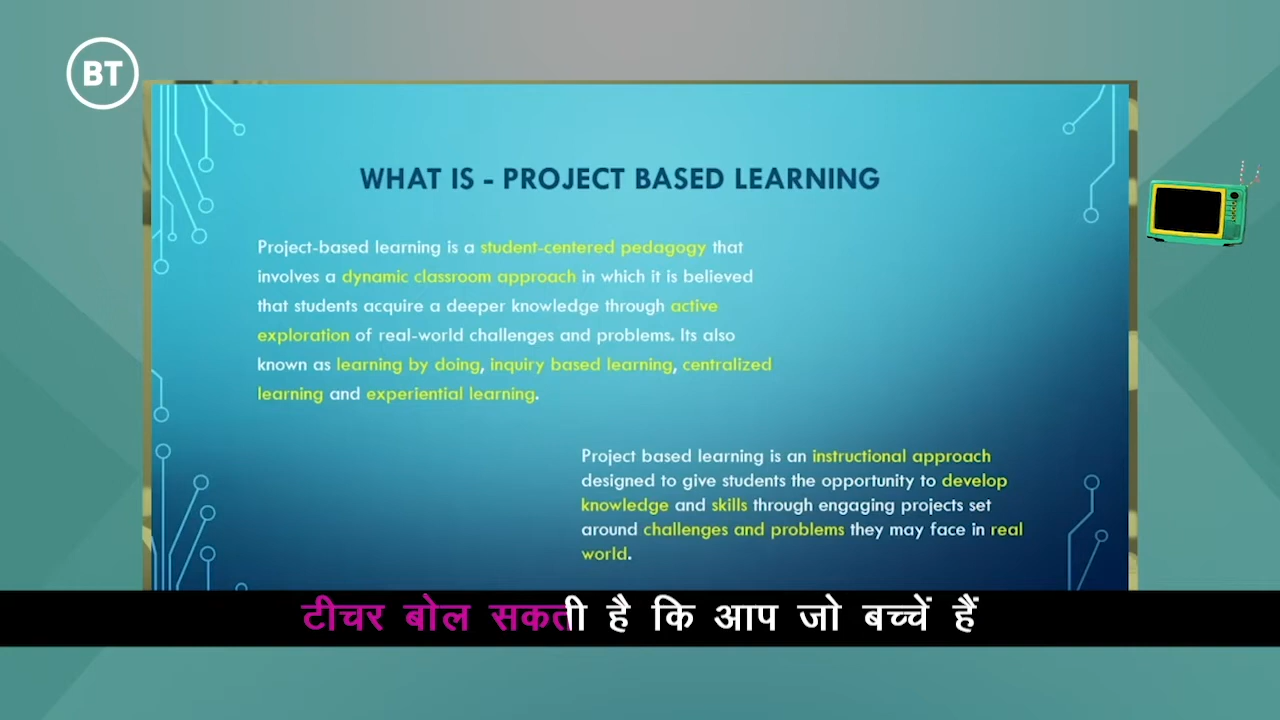 BT
WHAT IS - PROJECT BASED LEARNING
Project-based learning is a student-centered pedagogy that
involves a dynamic classroom approach in which it is believed
that students acquire a deeper knowledge through active
exploration of real-world challenges and problems. Its also
known as learning by doing, inquiry based learning, centralized
learning and experiential learning.
Project based learning is an instructional approach
designed to give students the opportunity to develop
knowledge and skills through engaging projects set
around challenges and problems they may face in real
world.
टीचर बोल सकती है कि आप जो बच्चें हैं